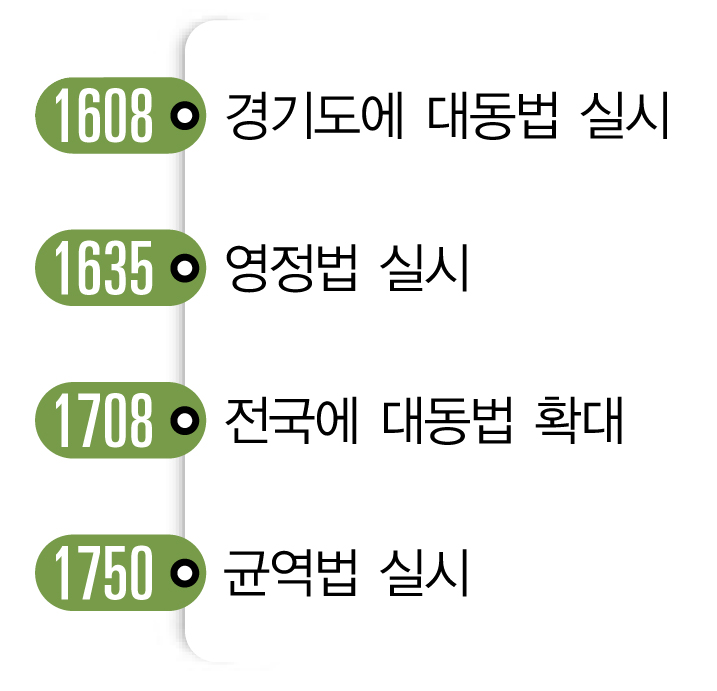 1608 경기도에 대동법 실시
1635 영정법 실시
1708 전국에 대동법 확대
1750 균역법 실시